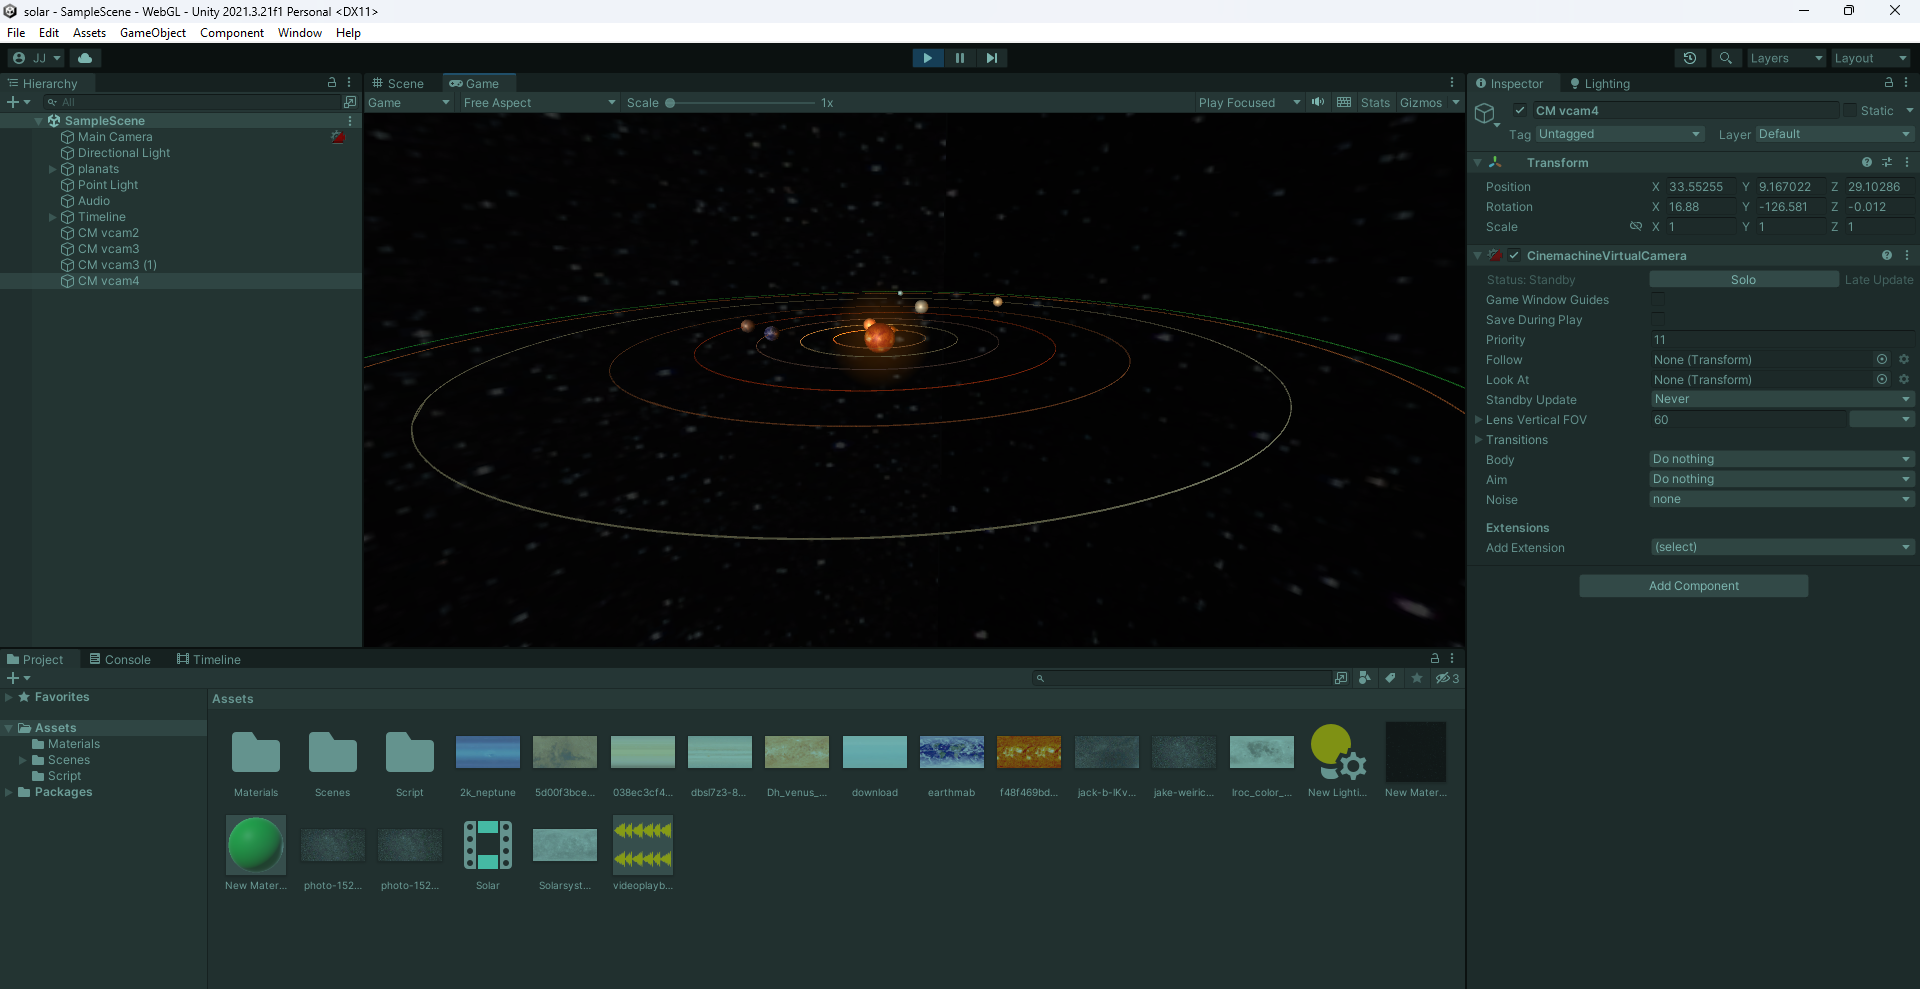 solar - SampleScene - WebGL - Unity 2021.3.21f1 Personal <DX11>
File Edit Assets GameObject Component Window Help
JJ
Layers Layout
Hierarchy
All
SampleScene
Main Camera
Directional Light
planats
Point Light
Audio
Timeline
CM vcam2
CM vcam3
CM vcam3 (1)
CM vcam4
Scene Game
Game Free Aspect Scale 1x Play Focused Stats Gizmos
Inspector Lighting
CM vcam4 Static
Tag Untagged Layer Default
Transform
Position X 33.55255 Y 9.167022 Z 29.10286
Rotation X 16.88 Y -126.581 Z -0.012
Scale X 1 Y 1 Z 1
CinemachineVirtualCamera
Status: Standby Solo Late Update
Game Window Guides
Save During Play
Priority 11
Follow None (Transform)
Look At None (Transform)
Standby Update Never
Lens Vertical FOV 60
Transitions
Body Do nothing
Aim Do nothing
Noise none
Extensions
Add Extension (select)
Add Component
Project Console Timeline
3
Favorites
Assets
Materials
Scenes
Script
Packages
Assets
Materials Scenes Script 2k_neptune 5d00f3bce... 038ec3cf4... dbsl7z3-8... Dh_venus_... download earthmab f48f469bd... jack-b-IKv... jake-weiric... lroc_color_... New Lighti... New Mater...
New Mater... photo-152... photo-152... Solar Solarsyst... videoplayb...